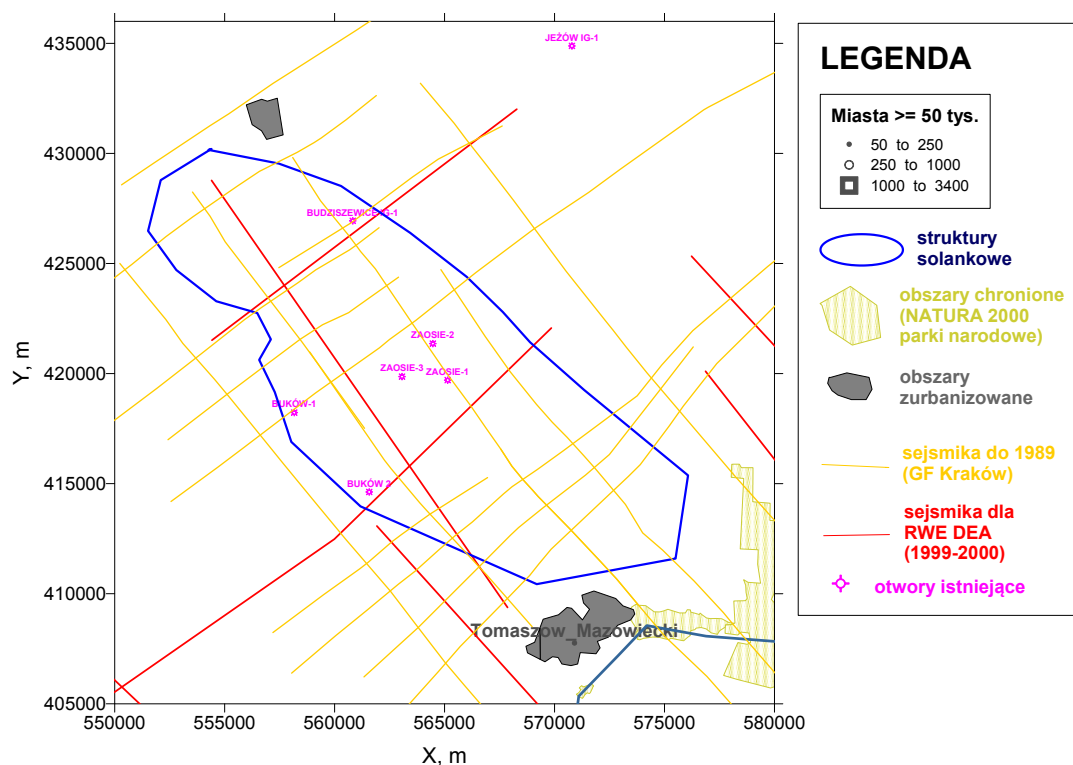 435000
430000
425000
420000
415000
410000
405000
Y, m
550000
555000
560000
565000
570000
575000
580000
X, m
JEŻÓW IG-1
BUDZISZEWICE IG-1
ZAOSIE-2
ZAOSIE-3
ZAOSIE-1
BUKÓW-1
BUKÓW 2
Tomaszow_Mazowiecki
LEGENDA
Miasta >= 50 tys.
50 to 250
250 to 1000
1000 to 3400
struktury
solankowe
obszary chronione
(NATURA 2000
parki narodowe)
obszary
zurbanizowane
sejsmika do 1989
(GF Kraków)
sejsmika dla
RWE DEA
(1999-2000)
otwory istniejące